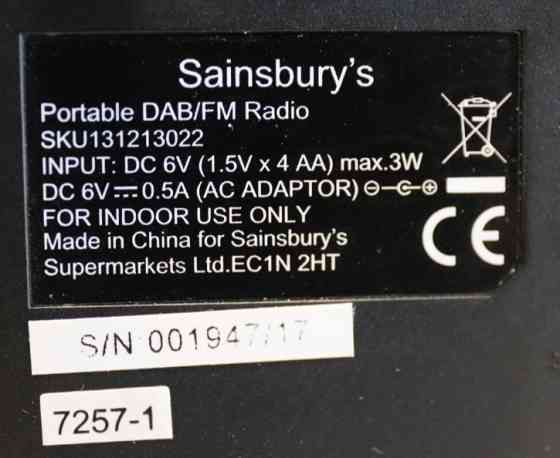 Sainsbury's
Portable DAB/FM Radio
SKU131213022
INPUT: DC 6V (1.5V x 4 AA) max.3W
DC 6V⎓0.5A (AC ADAPTOR)
FOR INDOOR USE ONLY
Made in China for Sainsbury's
Supermarkets Ltd.EC1N 2HT
CE
S/N 001947/17
7257-1